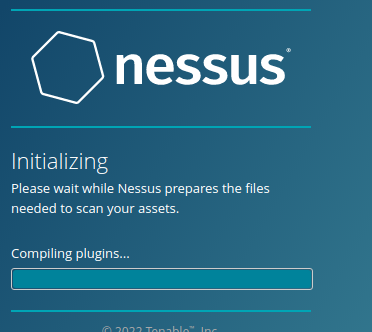 nessus®
Initializing
Please wait while Nessus prepares the files
needed to scan your assets.
Compiling plugins...
© 2022 Tenable™, Inc.